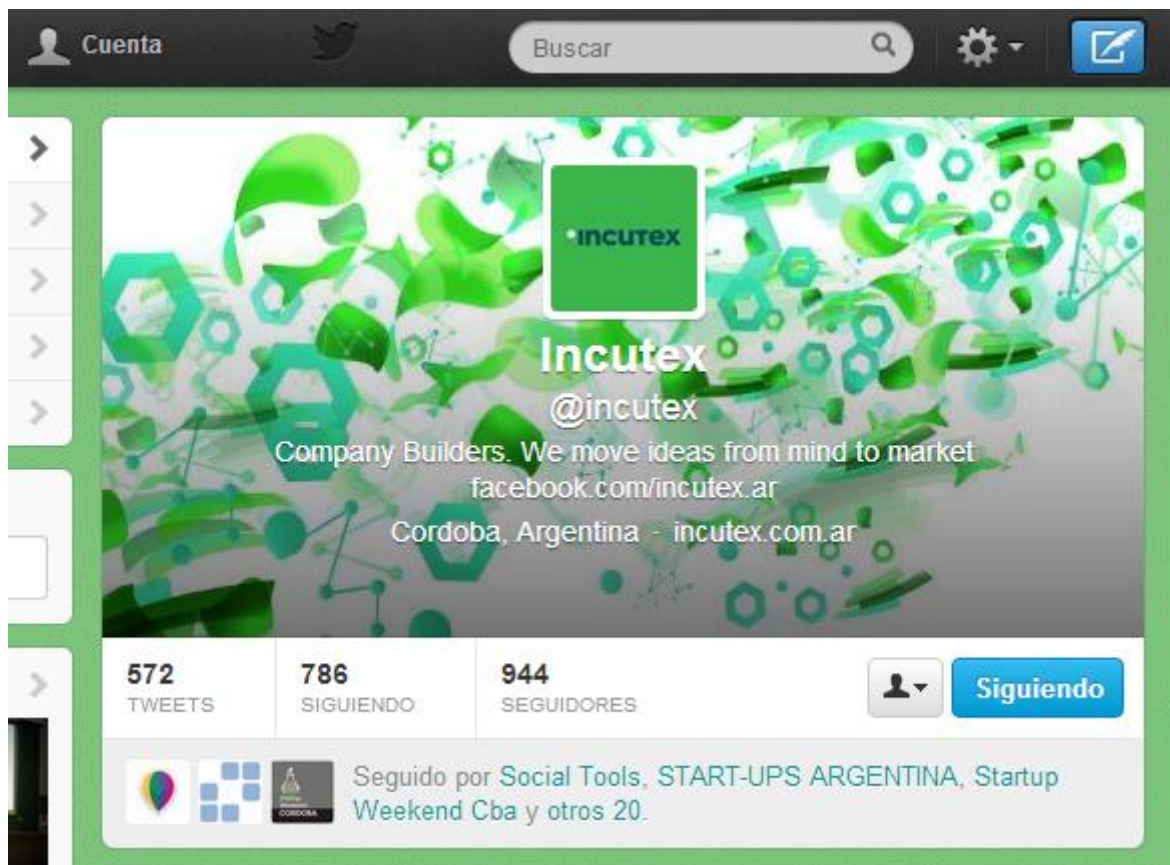 Cuenta
Buscar
incutex
Incutex
@incutex
Company Builders. We move ideas from mind to market
facebook.com/incutex.ar
Cordoba, Argentina - incutex.com.ar
572
TWEETS
786
SIGUIENDO
944
SEGUIDORES
Siguiendo
Seguido por Social Tools, START-UPS ARGENTINA, Startup
Weekend Cba y otros 20.